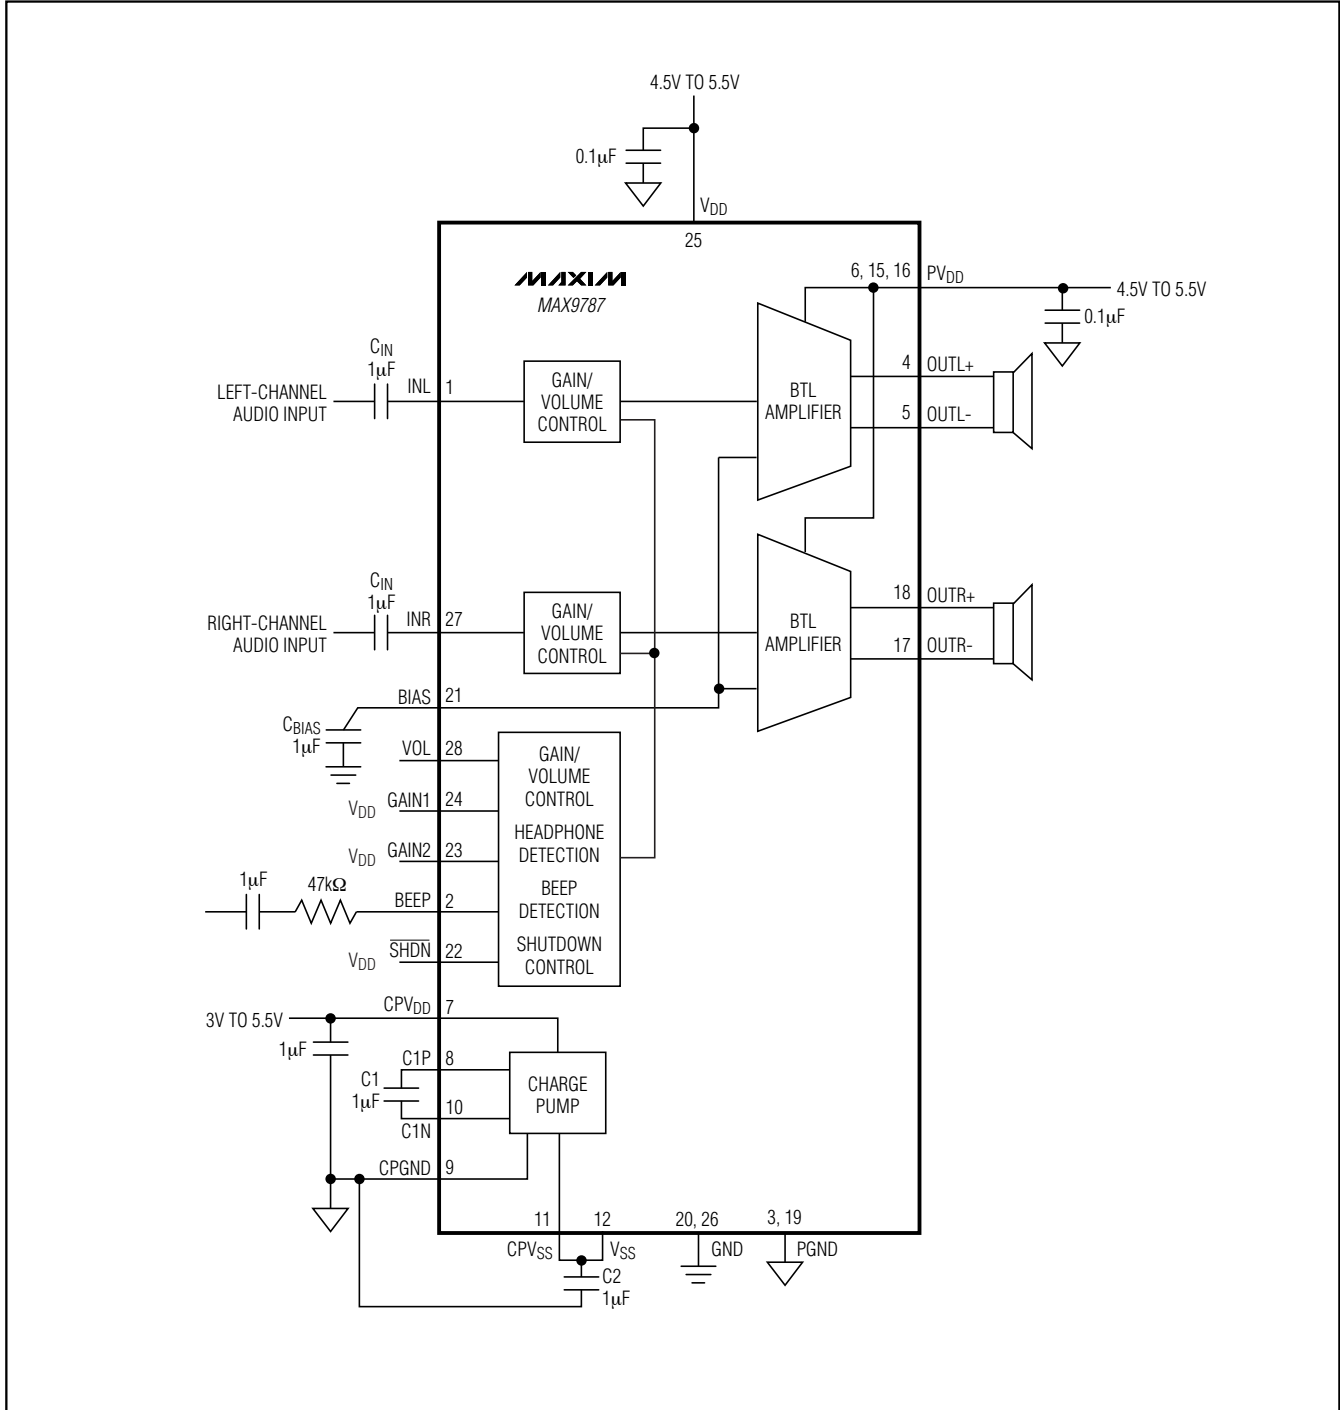 4.5V TO 5.5V
0.1μF
VDD
25
MAXIM
MAX9787
6, 15, 16
PVDD
4.5V TO 5.5V
0.1μF
CIN
1μF
LEFT-CHANNEL
AUDIO INPUT
INL
1
GAIN/
VOLUME
CONTROL
BTL
AMPLIFIER
4
OUTL+
5
OUTL-
CIN
1μF
RIGHT-CHANNEL
AUDIO INPUT
INR
27
GAIN/
VOLUME
CONTROL
BTL
AMPLIFIER
18
OUTR+
17
OUTR-
BIAS
21
CBIAS
1μF
VOL
28
VDD
GAIN1
24
VDD
GAIN2
23
1μF
47kΩ
BEEP
2
VDD
SHDN
22
GAIN/
VOLUME
CONTROL
HEADPHONE
DETECTION
BEEP
DETECTION
SHUTDOWN
CONTROL
3V TO 5.5V
CPVDD
7
1μF
C1P
8
C1
1μF
10
C1N
CHARGE
PUMP
CPGND
9
11
12
20, 26
3, 19
CPVSS
VSS
GND
PGND
C2
1μF